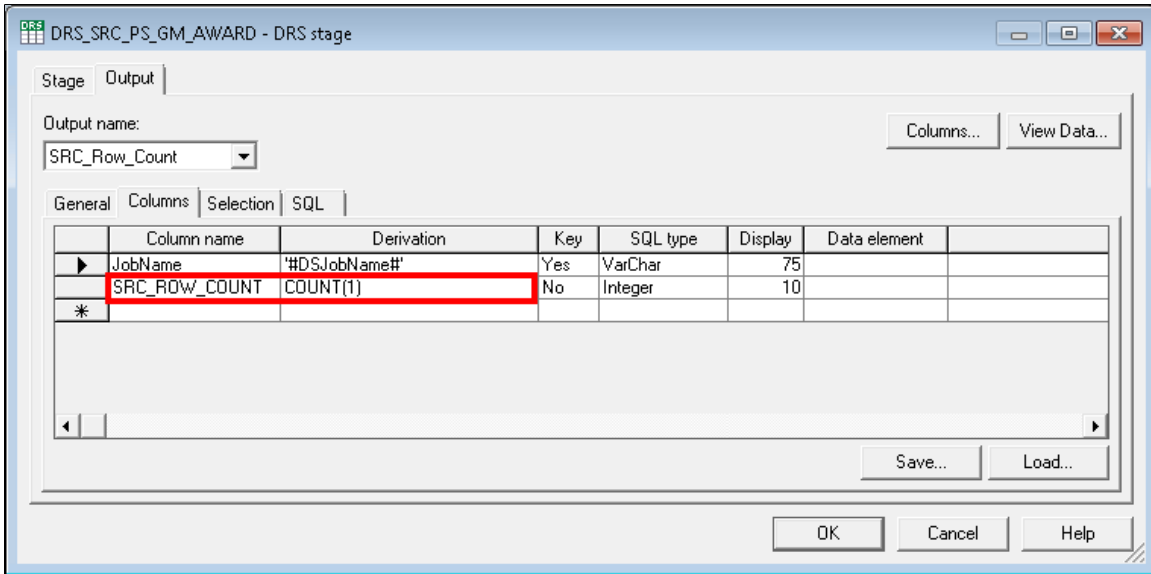 DRS DRS_SRC_PS_GM_AWARD - DRS stage
Stage Output
Output name:
Columns... View Data...
SRC_Row_Count
General Columns Selection SQL
Column name Derivation Key SQL type Display Data element
JobName '#DSJobName#' Yes VarChar 75
SRC_ROW_COUNT COUNT(1) No Integer 10
Save... Load...
OK Cancel Help